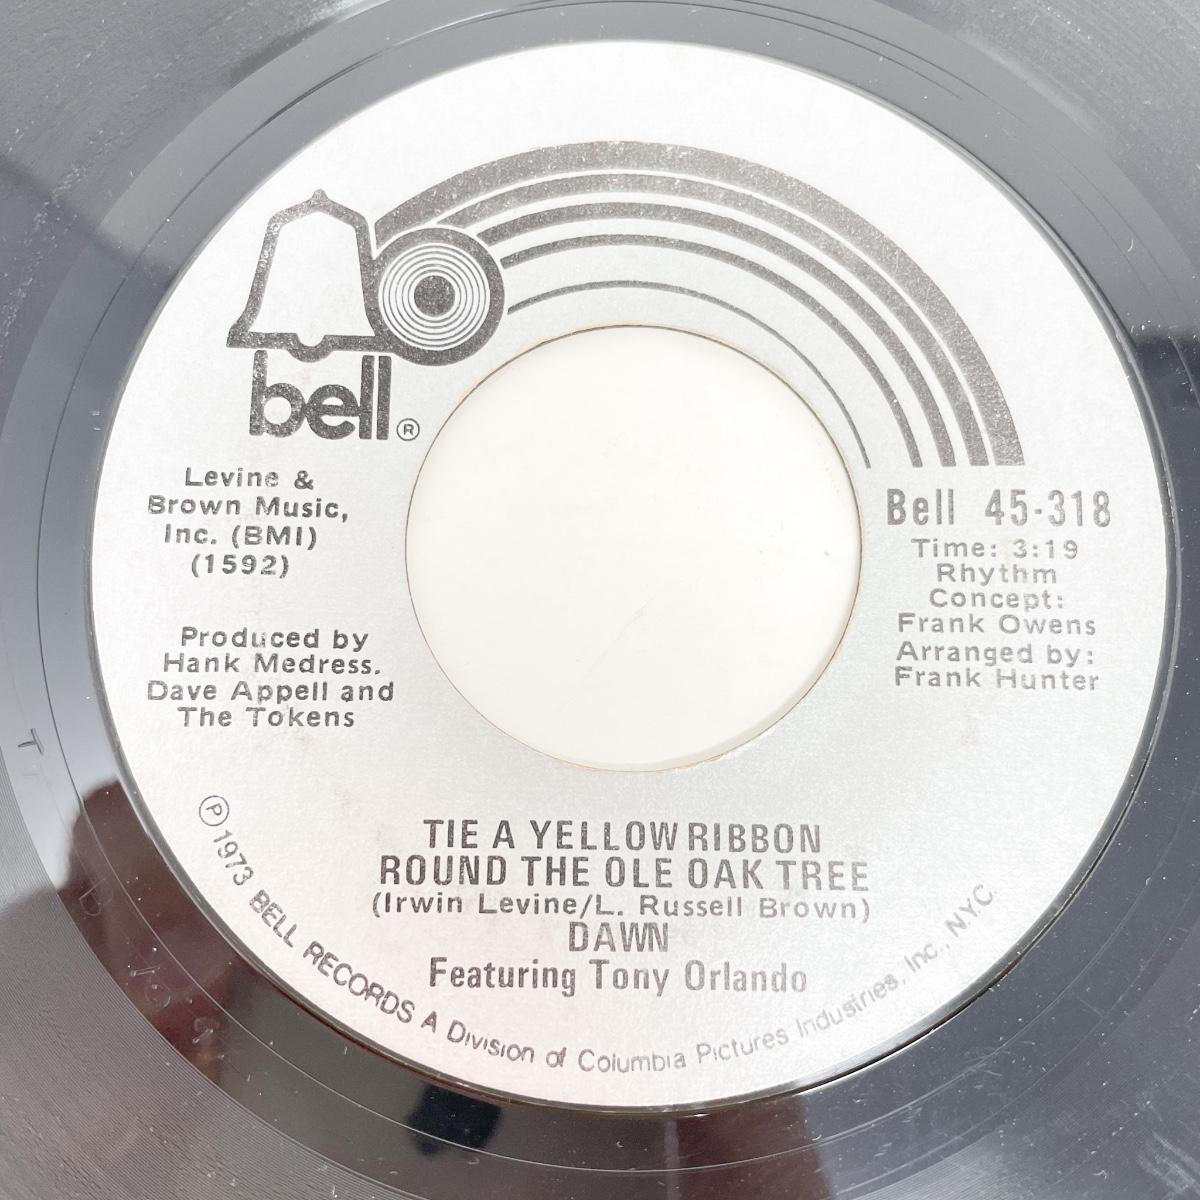 bell®
Levine &
Brown Music,
Inc. (BMI)
(1592)
Produced by
Hank Medress.
Dave Appell and
The Tokens
Bell 45-318
Time: 3:19
Rhythm
Concept:
Frank Owens
Arranged by:
Frank Hunter
TIE A YELLOW RIBBON
ROUND THE OLE OAK TREE
(Irwin Levine/L. Russell Brown)
DAWN
Featuring Tony Orlando
℗ 1973 BELL RECORDS A Division of Columbia Pictures Industries, Inc., N.Y.C.